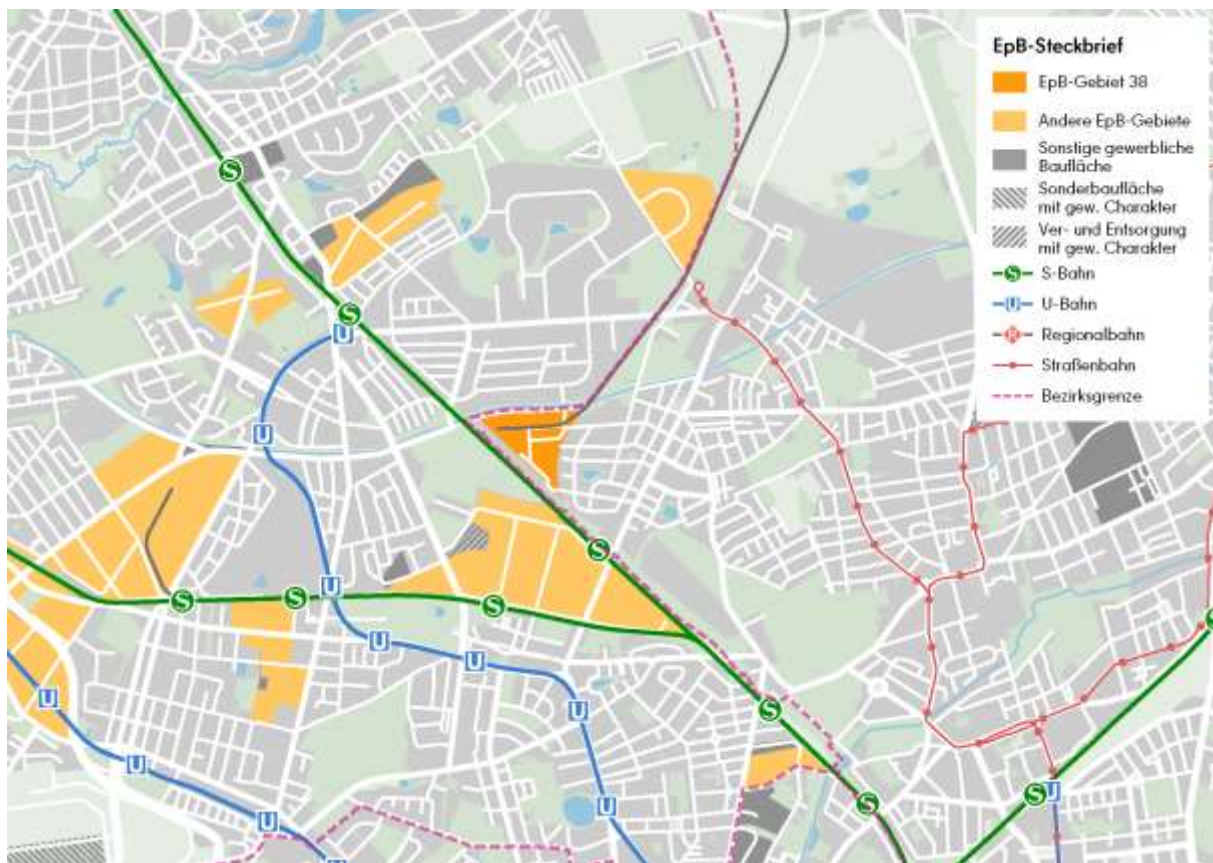 EpB-Steckbrief
EpB-Gebiet 38
Andere EpB-Gebiete
Sonstige gewerbliche
Baufläche
Sonderbaufläche
mit gew. Charakter
Ver- und Entsorgung
mit gew. Charakter
S
S-Bahn
U
U-Bahn
R
Regionalbahn
Straßenbahn
Bezirksgrenze
S
S
U
U
S
S
S
U
S
U
U
U
U
S
U
U
U
S
S
U
S
U